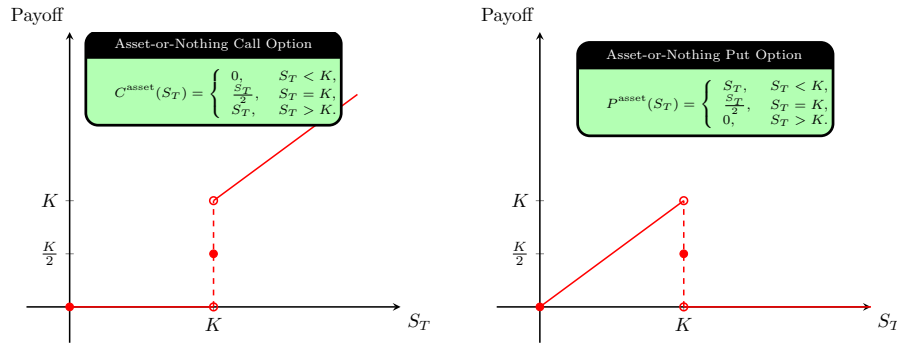 Payoff
Asset-or-Nothing Call Option
C^asset(S_T) = { 0, S_T < K,
S_T/2, S_T = K,
S_T, S_T > K.
K
K/2
K
S_T
Payoff
Asset-or-Nothing Put Option
P^asset(S_T) = { S_T, S_T < K,
S_T/2, S_T = K,
0, S_T > K.
K
K/2
K
S_T